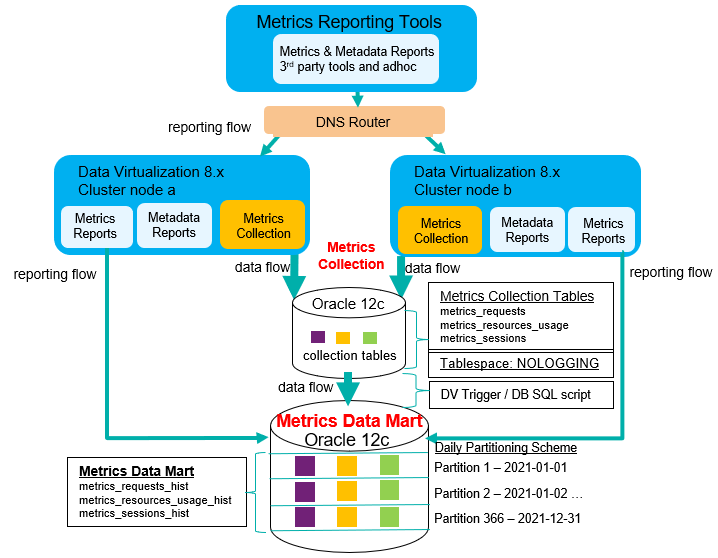 Metrics Reporting Tools
Metrics & Metadata Reports
3rd party tools and adhoc
DNS Router
reporting flow
Data Virtualization 8.x
Cluster node a
Metrics
Reports
Metadata
Reports
Metrics
Collection
Data Virtualization 8.x
Cluster node b
Metrics
Collection
Metadata
Reports
Metrics
Reports
reporting flow
data flow
Metrics
Collection
data flow
reporting flow
Oracle 12c
collection tables
Metrics Collection Tables
metrics_requests
metrics_resources_usage
metrics_sessions
Tablespace: NOLOGGING
data flow
DV Trigger / DB SQL script
Metrics Data Mart
Oracle 12c
Metrics Data Mart
metrics_requests_hist
metrics_resources_usage_hist
metrics_sessions_hist
Daily Partitioning Scheme
Partition 1 – 2021-01-01
Partition 2 – 2021-01-02 …
Partition 366 – 2021-12-31